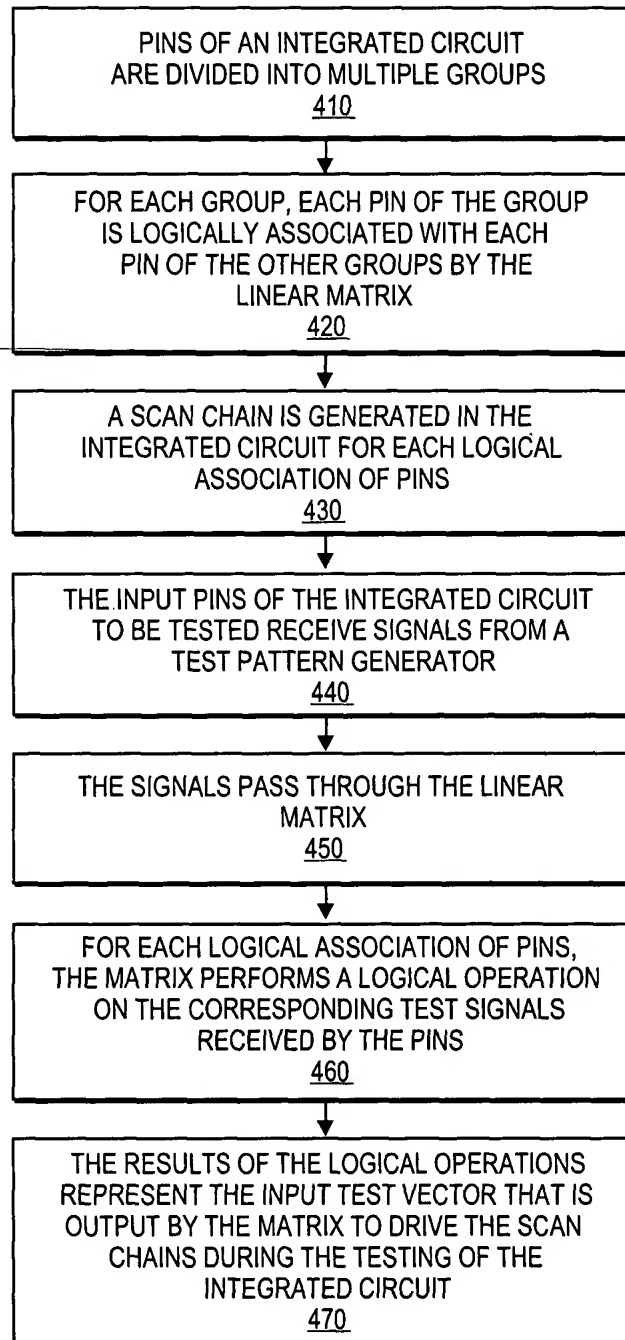 PINS OF AN INTEGRATED CIRCUIT
ARE DIVIDED INTO MULTIPLE GROUPS
410
FOR EACH GROUP, EACH PIN OF THE GROUP
IS LOGICALLY ASSOCIATED WITH EACH
PIN OF THE OTHER GROUPS BY THE
LINEAR MATRIX
420
A SCAN CHAIN IS GENERATED IN THE
INTEGRATED CIRCUIT FOR EACH LOGICAL
ASSOCIATION OF PINS
430
THE INPUT PINS OF THE INTEGRATED CIRCUIT
TO BE TESTED RECEIVE SIGNALS FROM A
TEST PATTERN GENERATOR
440
THE SIGNALS PASS THROUGH THE LINEAR
MATRIX
450
FOR EACH LOGICAL ASSOCIATION OF PINS,
THE MATRIX PERFORMS A LOGICAL OPERATION
ON THE CORRESPONDING TEST SIGNALS
RECEIVED BY THE PINS
460
THE RESULTS OF THE LOGICAL OPERATIONS
REPRESENT THE INPUT TEST VECTOR THAT IS
OUTPUT BY THE MATRIX TO DRIVE THE SCAN
CHAINS DURING THE TESTING OF THE
INTEGRATED CIRCUIT
470